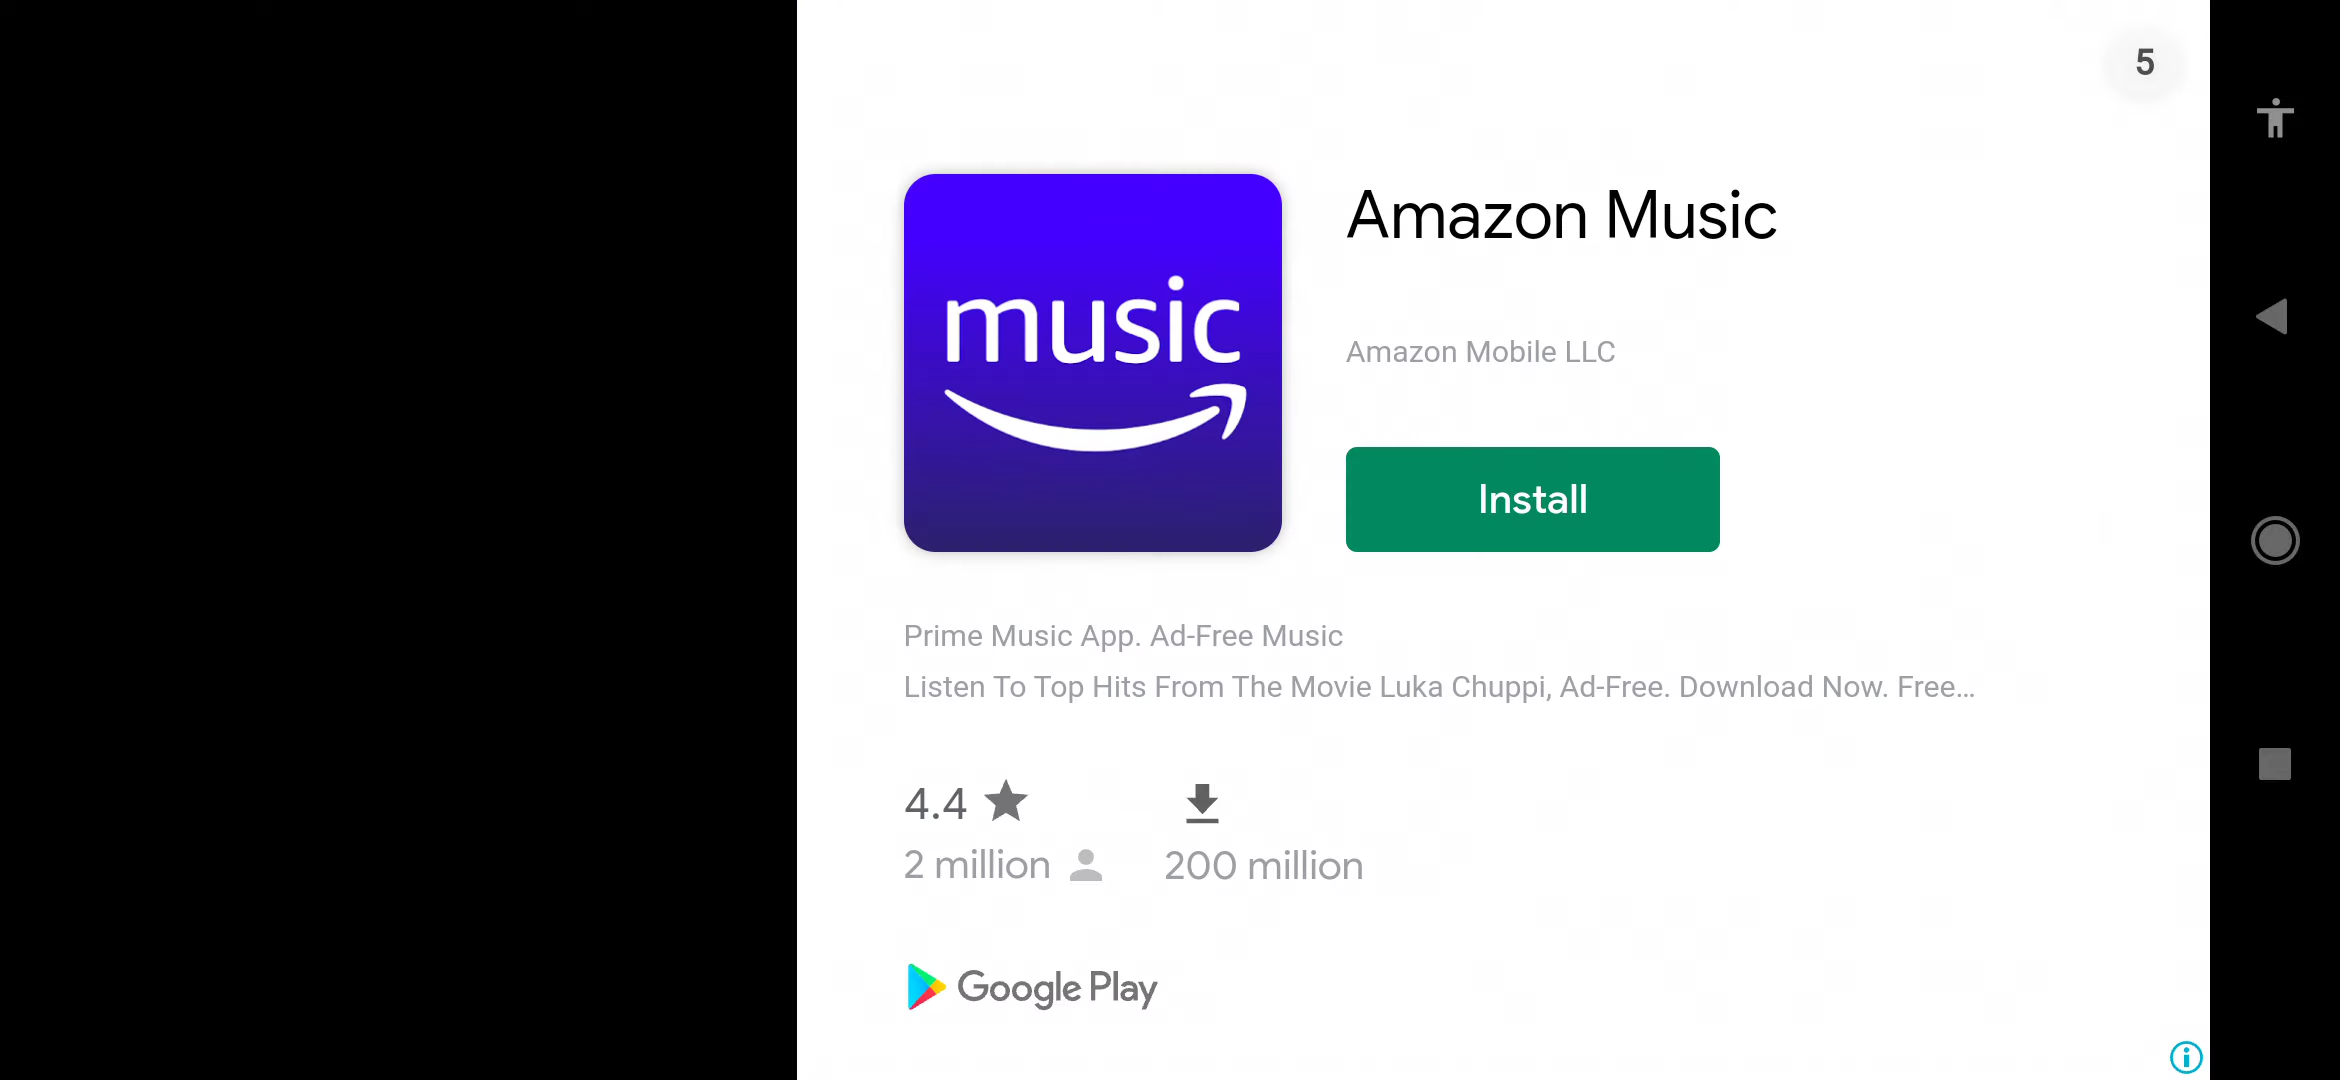 5
music
Amazon Music
Amazon Mobile LLC
Install
Prime Music App. Ad-Free Music
Listen To Top Hits From The Movie Luka Chuppi, Ad-Free. Download Now. Free...
4.4
2 million
200 million
Google Play